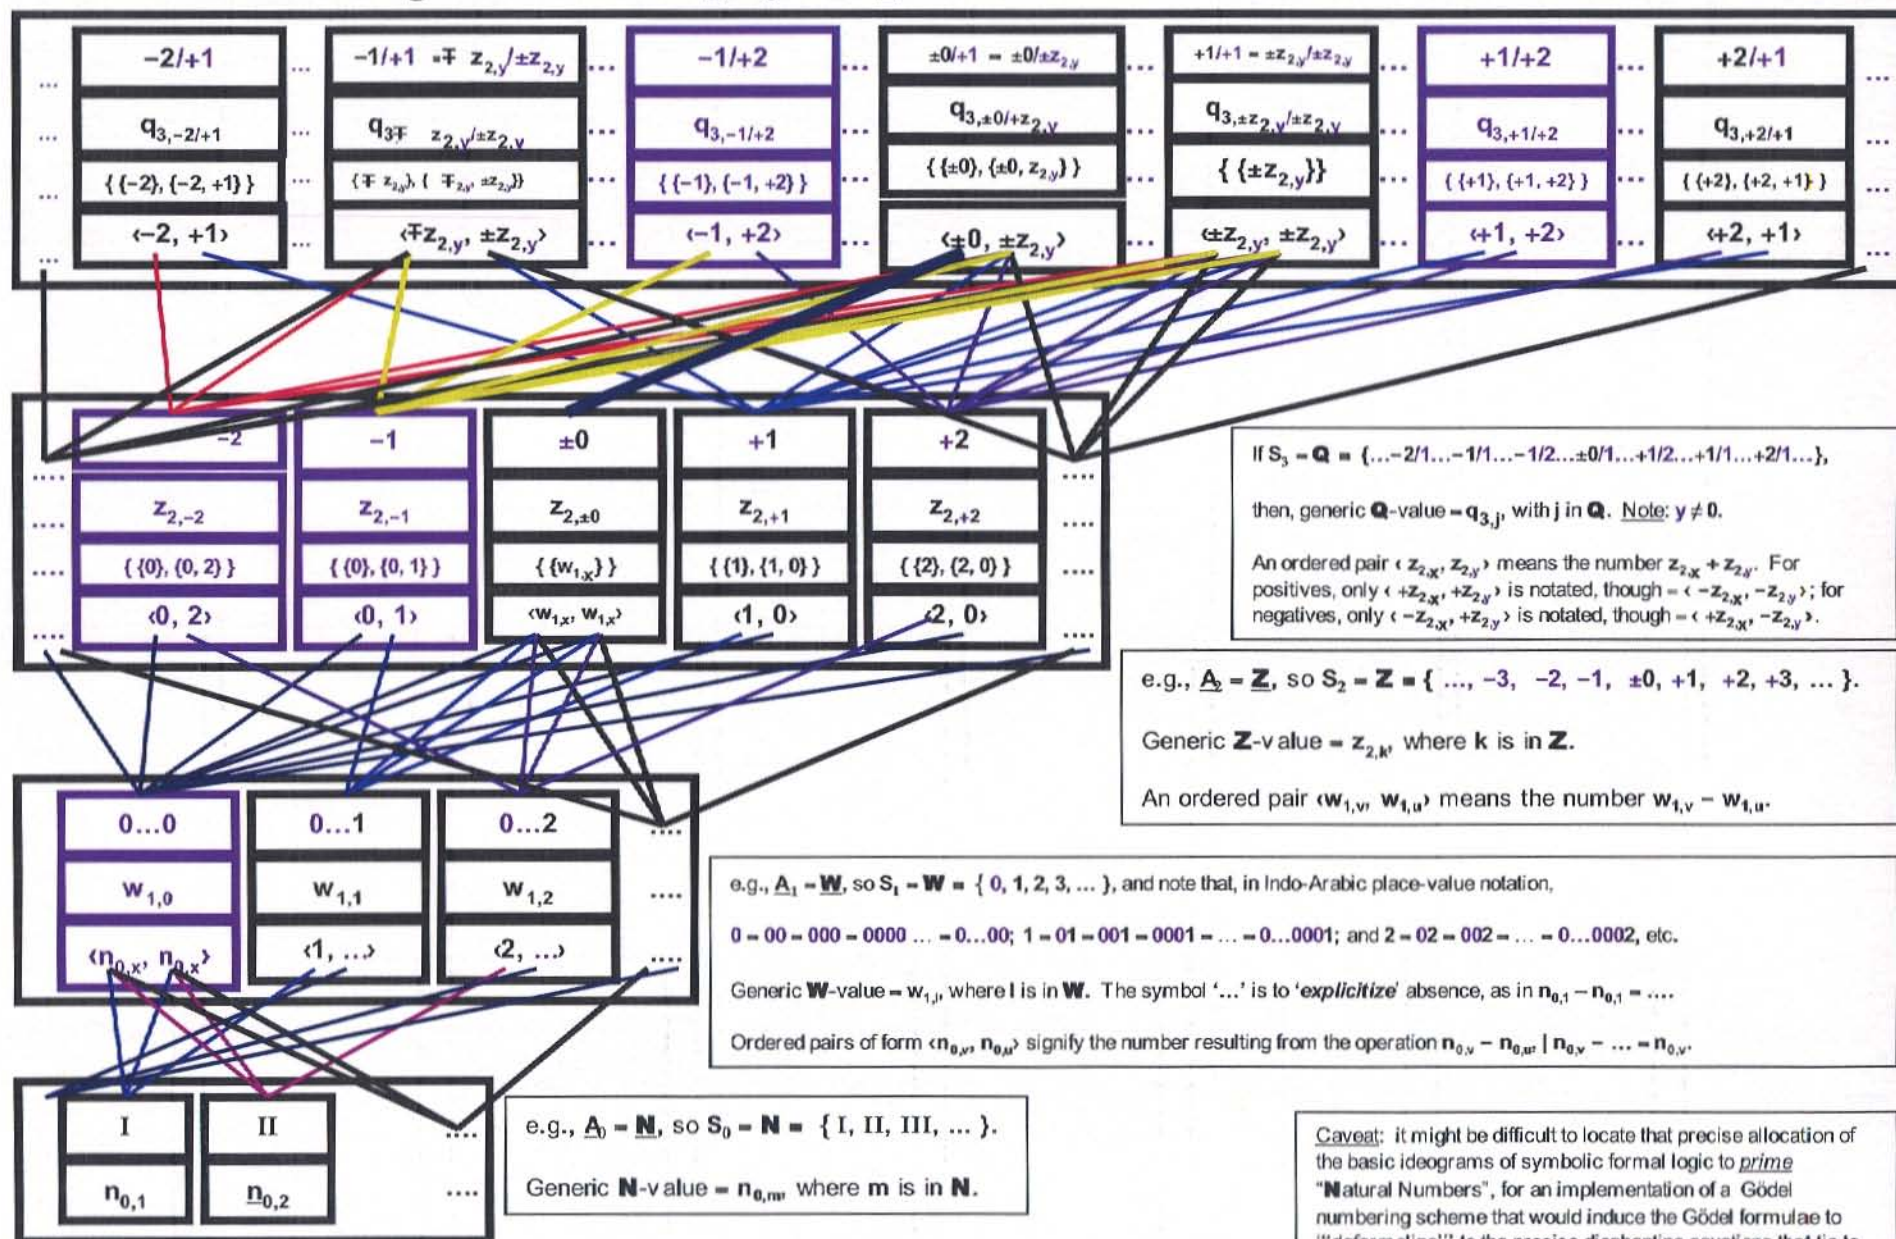 ... −2/+1 ... −1/+1 =∓ z2,y/±z2,y ... −1/+2 ... ±0/+1 = ±0/±z2,y ... +1/+1 = ±z2,y/±z2,y ... +1/+2 ... +2/+1 ...
... q3,−2/+1 ... q3∓ z2,y/±z2,y ... q3,−1/+2 ... q3,±0/+z2,y ... q3,±z2,y/±z2,y ... q3,+1/+2 ... q3,+2/+1 ...
... { {−2}, {−2, +1} } ... {∓ z2,y}, { ∓2,y, ±z2,y}} ... { {−1}, {−1, +2} } ... { {±0}, {±0, z2,y} } ... { {±z2,y}} ... { {+1}, {+1, +2} } ... { {+2}, {+2, +1} } ...
... ‹−2, +1› ... ‹∓z2,y, ±z2,y› ... ‹−1, +2› ... ‹±0, ±z2,y› ... ‹±z2,y, ±z2,y› ... ‹+1, +2› ... ‹+2, +1› ...
−2 −1 ±0 +1 +2
.... z2,−2 z2,−1 z2,±0 z2,+1 z2,+2 ....
.... { {0}, {0, 2} } { {0}, {0, 1} } { {w1,x} } { {1}, {1, 0} } { {2}, {2, 0} } ....
.... ‹0, 2› ‹0, 1› ‹w1,x, w1,x› ‹1, 0› ‹2, 0› ....
If S3 = Q = {...−2/1...−1/1...−1/2...±0/1...+1/2...+1/1...+2/1...},
then, generic Q-value = q3,j, with j in Q. Note: y ≠ 0.
An ordered pair ‹ z2,x, z2,y › means the number z2,x ÷ z2,y. For
positives, only ‹ +z2,x, +z2,y › is notated, though = ‹ −z2,x, −z2,y ›; for
negatives, only ‹ −z2,x, +z2,y › is notated, though = ‹ +z2,x, −z2,y ›.
e.g., A2 = Z, so S2 = Z = { ..., −3, −2, −1, ±0, +1, +2, +3, ... }.
Generic Z-value = z2,k, where k is in Z.
An ordered pair ‹w1,v, w1,u› means the number w1,v − w1,u.
0...0 0...1 0...2 ....
w1,0 w1,1 w1,2 ....
‹n0,x, n0,x› ‹1, ...› ‹2, ...› ....
e.g., A1 = W, so S1 = W = { 0, 1, 2, 3, ... }, and note that, in Indo-Arabic place-value notation,
0 = 00 = 000 = 0000 ... = 0...00; 1 = 01 = 001 = 0001 = ... = 0...0001; and 2 = 02 = 002 = ... = 0...0002, etc.
Generic W-value = w1,l, where l is in W. The symbol '...' is to 'explicitize' absence, as in n0,1 − n0,1 = ....
Ordered pairs of form ‹n0,v, n0,u› signify the number resulting from the operation n0,v − n0,u, | n0,v − ... = n0,v.
I II ....
n0,1 n0,2 ....
e.g., A0 = N, so S0 = N = { I, II, III, ... }.
Generic N-value = n0,m, where m is in N.
Caveat: it might be difficult to locate that precise allocation of
the basic ideograms of symbolic formal logic to prime
"Natural Numbers", for an implementation of a Gödel
numbering scheme that would induce the Gödel formulae to